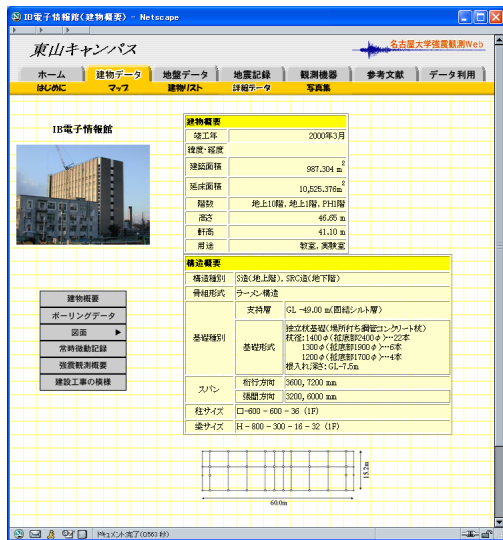 IB電子情報館(建物概要) - Netscape
東山キャンパス
名古屋大学強震観測Web
ホーム 建物データ 地盤データ 地震記録 観測機器 参考文献 データ利用
はじめに マップ 建物リスト 詳細データ 写真集
IB電子情報館
建物概要
竣工年 2000年3月
緯度・経度
建築面積 987.304 m2
延床面積 10,525.376m2
階数 地上10階, 地上1階, PH1階
高さ 46.65 m
軒高 41.10 m
用途 教室, 実験室
構造概要
構造種別 S造(地上階), SRC造(地下階)
骨組形式 ラーメン構造
基礎種別
支持層 GL -49.00 m(固結シルト層)
基礎形式
独立杭基礎(場所打ち鋼管コンクリート杭)
杭径:1400φ(拡底部2400φ)…22本
1300φ(拡底部1900φ)…6本
1200φ(拡底部1700φ)…4本
根入れ深さ:GL-7.5m
スパン
桁行方向 3600, 7200 mm
張間方向 3200, 6000 mm
柱サイズ □-600 - 600 - 36 (1F)
梁サイズ H - 800 - 300 - 16 - 32 (1F)
建物概要
ボーリングデータ
図面
常時微動記録
強震観測概要
建設工事の模様
15.2m
60.0m
ドキュメント:完了(0.563 秒)